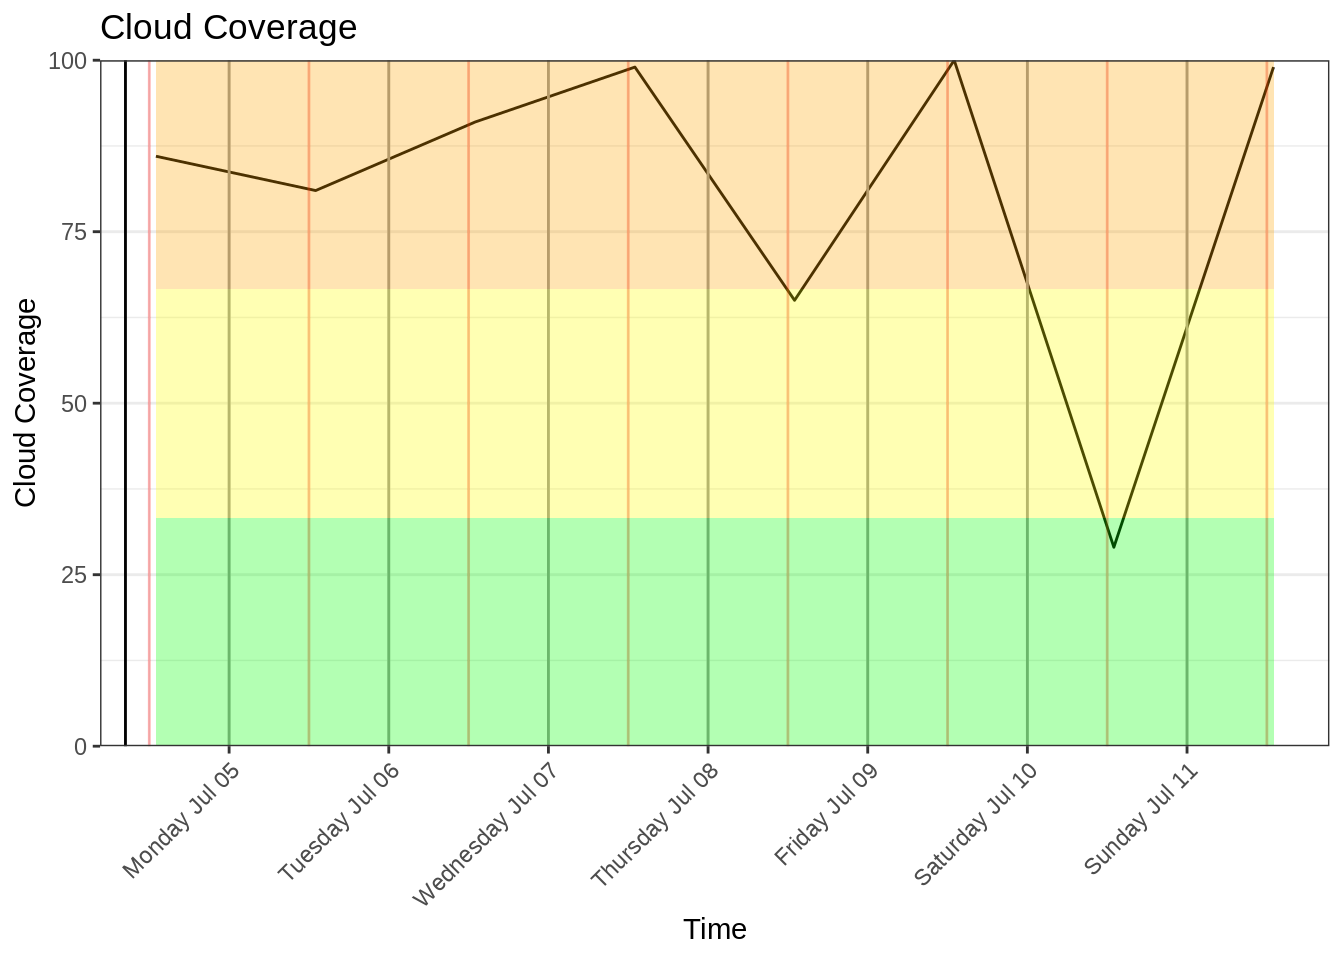 Cloud Coverage
100
75
50
25
0
Cloud Coverage
Monday Jul 05
Tuesday Jul 06
Wednesday Jul 07
Thursday Jul 08
Friday Jul 09
Saturday Jul 10
Sunday Jul 11
Time